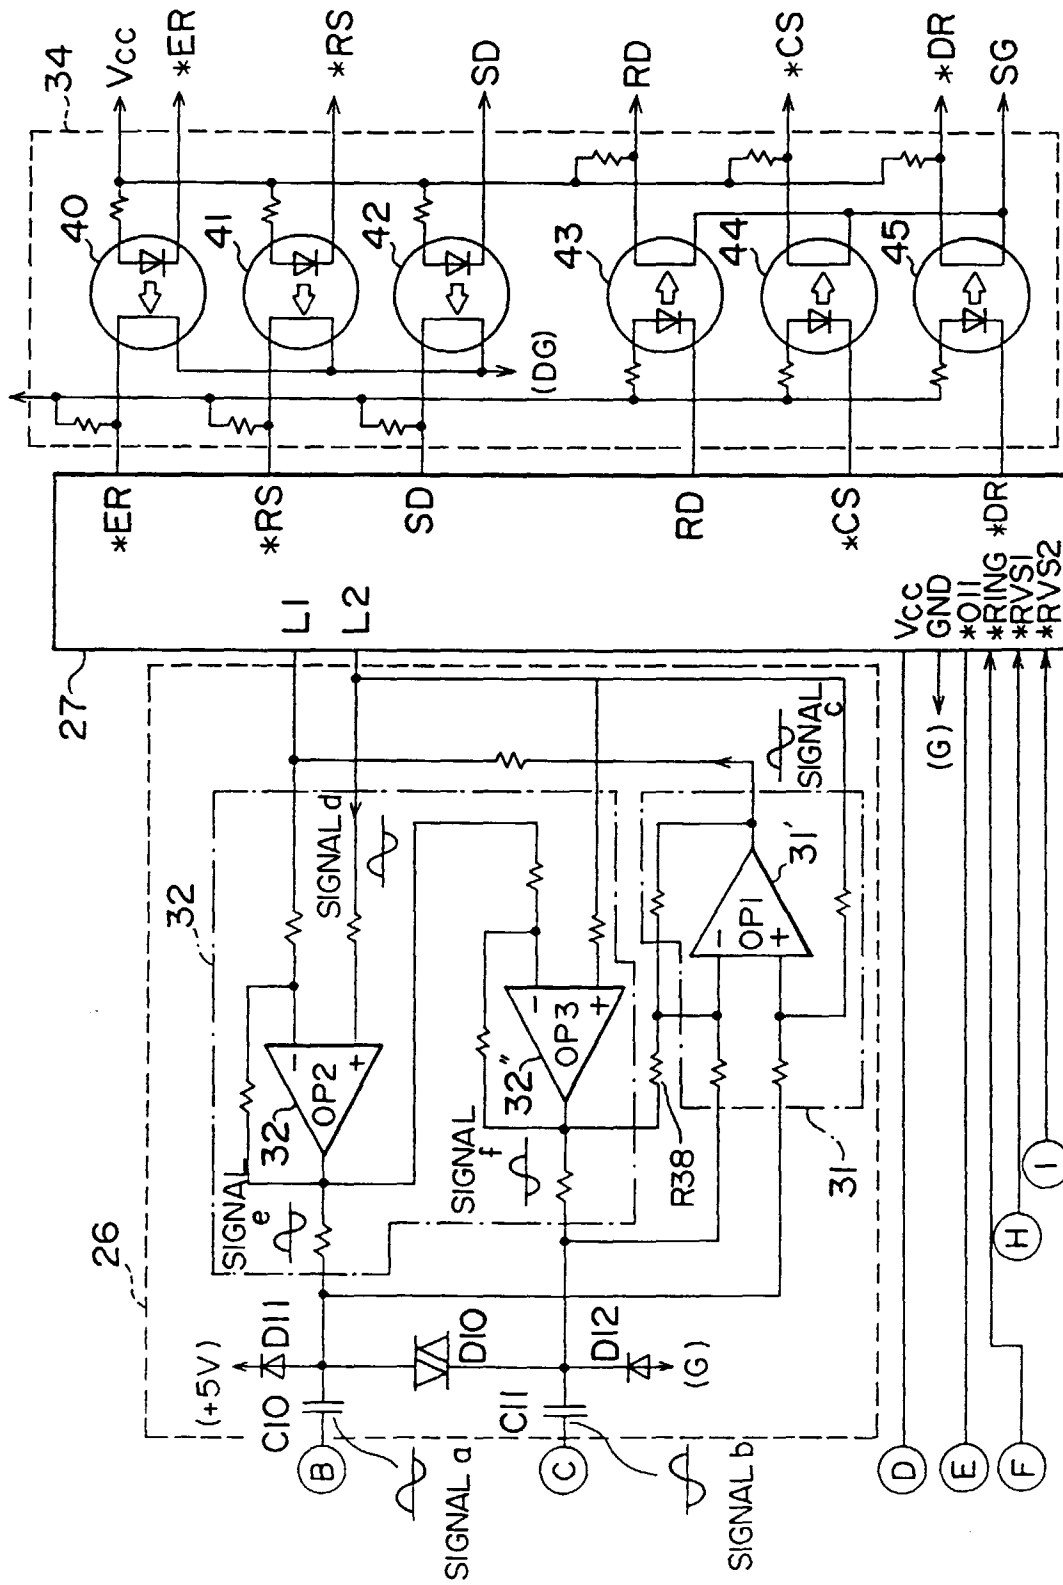 34
Vcc
*ER
*RS
SD
RD
*CS
*DR
SG
40
41
42
43
44
45
(DG)
*ER
*RS
SD
RD
*CS
*DR
27
L1
L2
Vcc
GND
*O11
*RING
*RVS1
*RVS2
(G)
26
32
SIGNAL d
32
OP2
-
+
SIGNAL
e
32"
OP3
-
+
SIGNAL
f
SIGNAL
c
31'
OP1
-
+
R38
31
(+5V)
D11
C10
D10
D12
C11
(G)
B
SIGNAL a
C
SIGNAL b
D
E
F
H
I